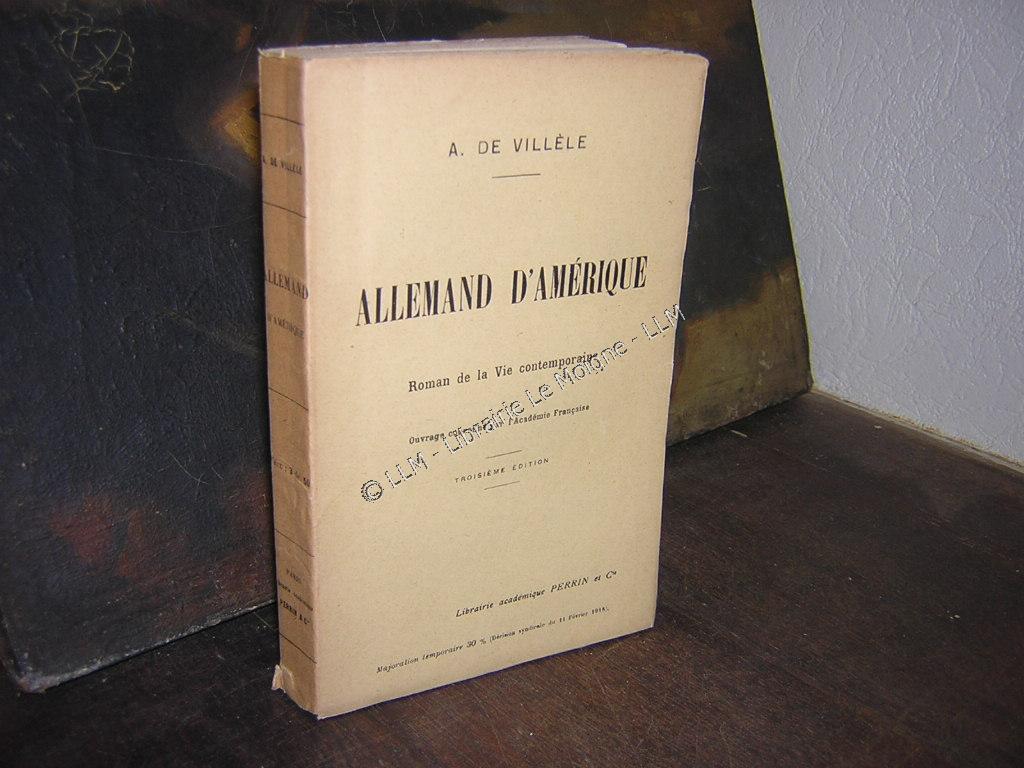 A. DE VILLÈLE
ALLEMAND D'AMÉRIQUE
Roman de la Vie contemporaine
Ouvrage l'Académie Française
TROISIÈME ÉDITION
Librairie académique PERRIN et Cie
Majoration temporaire 30 % (Décision syndicale du 11 Février 1918).
© LLM - Librairie Le Moigne - LLM
A. DE VILLÈLE
ALLEMAND
D'AMÉRIQUE
PARIS
PERRIN & Cie